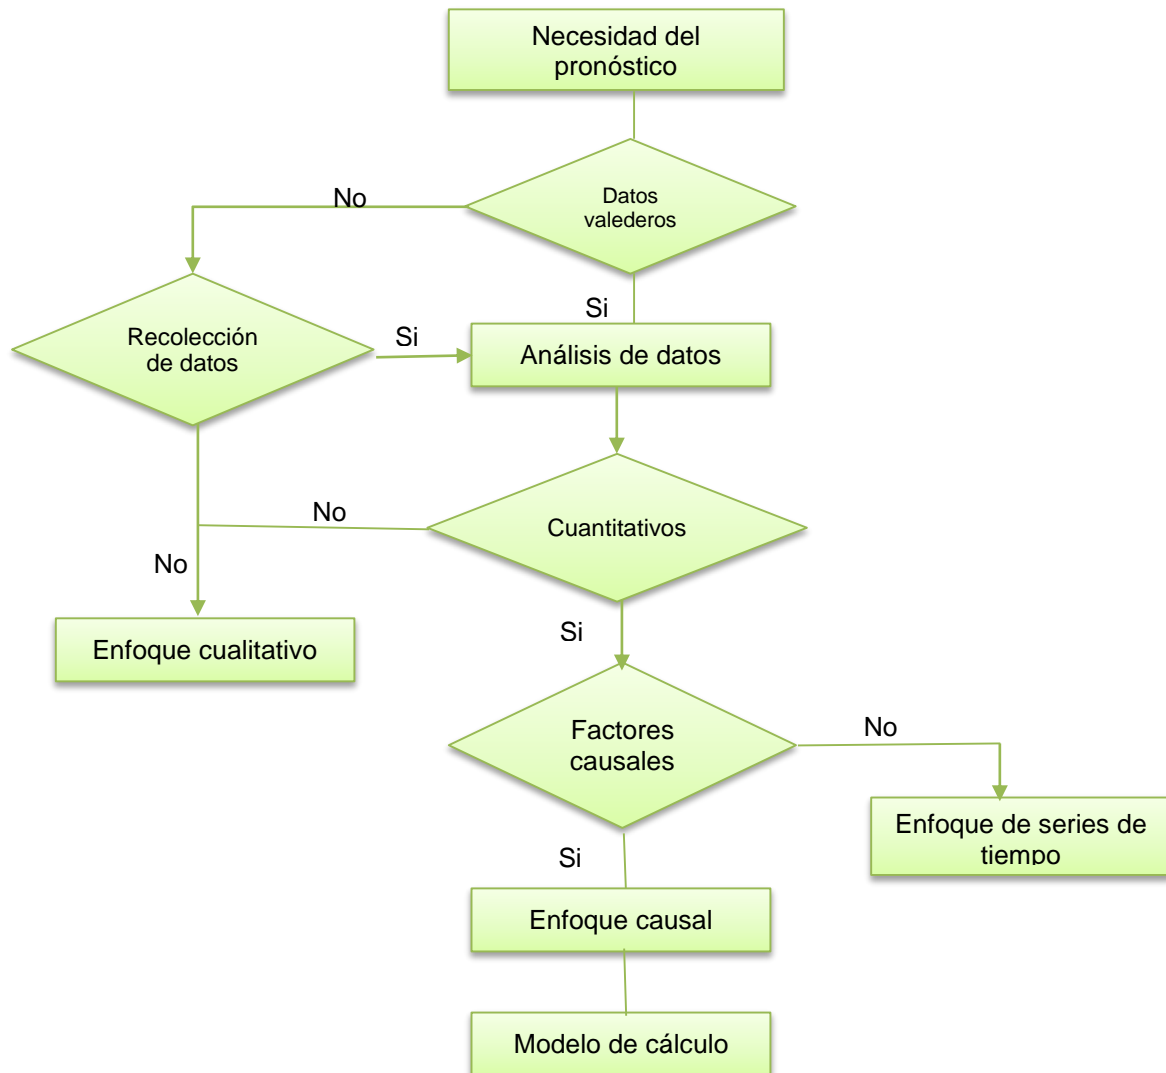 Necesidad del
pronóstico
No
Datos
valederos
Si
Recolección
de datos
Si
Análisis de datos
No
Cuantitativos
No
Enfoque cualitativo
Si
Factores
causales
No
Enfoque de series de
tiempo
Si
Enfoque causal
Modelo de cálculo